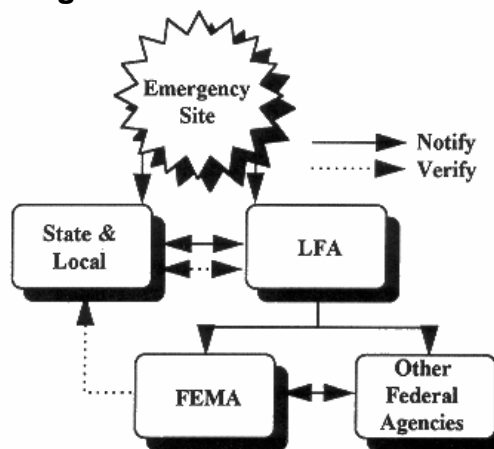 Emergency
Site
Notify
Verify
State &
Local
LFA
FEMA
Other
Federal
Agencies